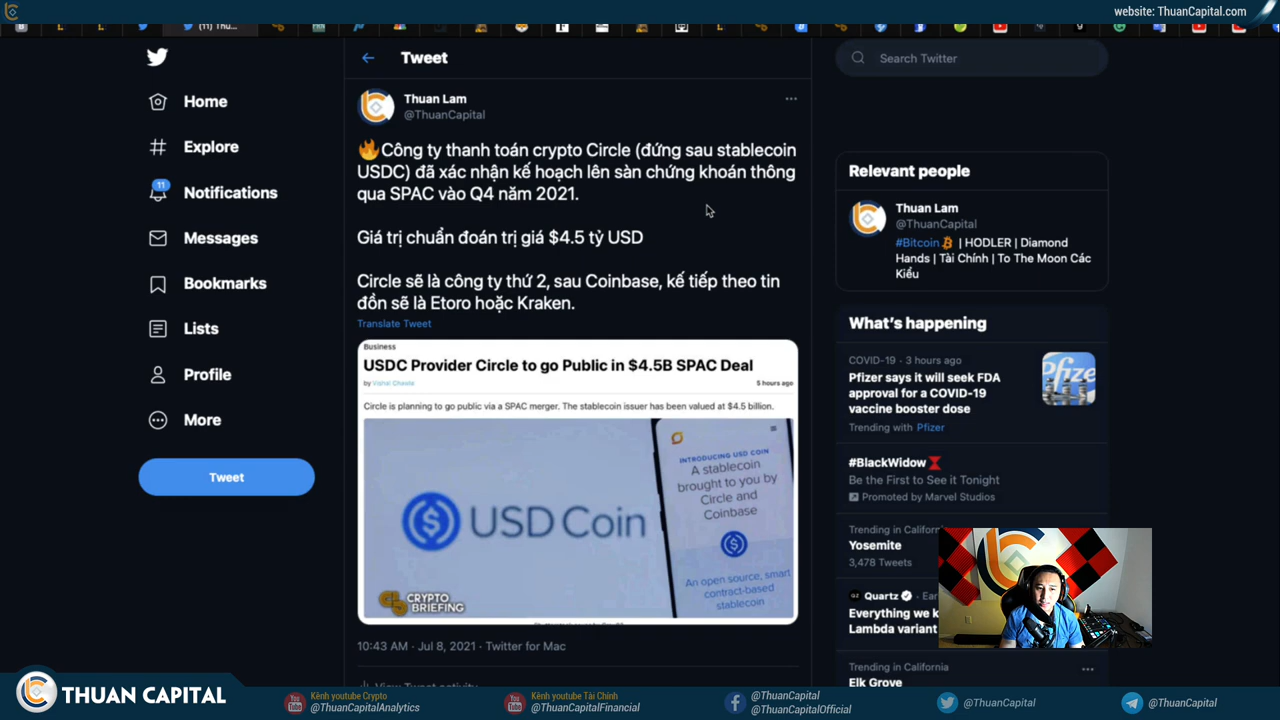 website: ThuanCapital.com
(11) Thu...
Home
Explore
11
Notifications
Messages
Bookmarks
Lists
Profile
More
Tweet
Tweet
Thuan Lam
@ThuanCapital
🔥Công ty thanh toán crypto Circle (đứng sau stablecoin
USDC) đã xác nhận kế hoạch lên sàn chứng khoán thông
qua SPAC vào Q4 năm 2021.
Giá trị chuẩn đoán trị giá $4.5 tỷ USD
Circle sẽ là công ty thứ 2, sau Coinbase, kế tiếp theo tin
đồn sẽ là Etoro hoặc Kraken.
Translate Tweet
Business
USDC Provider Circle to go Public in $4.5B SPAC Deal
5 hours ago
Circle is planning to go public via a SPAC merger. The stablecoin issuer has been valued at $4.5 billion.
USD Coin
INTRODUCING USD COIN
A stablecoin
brought to you by
Circle and
Coinbase
An open source, smart
contract-based
stablecoin
CRYPTO
BRIEFING
10:43 AM · Jul 8, 2021 · Twitter for Mac
View Tweet activity
Search Twitter
Relevant people
Thuan Lam
@ThuanCapital
#Bitcoin | HODLER | Diamond
Hands | Tài Chính | To The Moon Các
Kiểu
What's happening
COVID-19 · 3 hours ago
Pfizer says it will seek FDA
approval for a COVID-19
vaccine booster dose
Trending with Pfizer
#BlackWidow
Be the First to See it Tonight
Promoted by Marvel Studios
Trending in California
Yosemite
3,478 Tweets
Quartz
Everything we k
Lambda variant
Trending in California
Elk Grove
THUAN CAPITAL
Kênh youtube Crypto
@ThuanCapitalAnalytics
Kênh youtube Tài Chính
@ThuanCapitalFinancial
@ThuanCapital
@ThuanCapitalOfficial
@ThuanCapital
@ThuanCapital